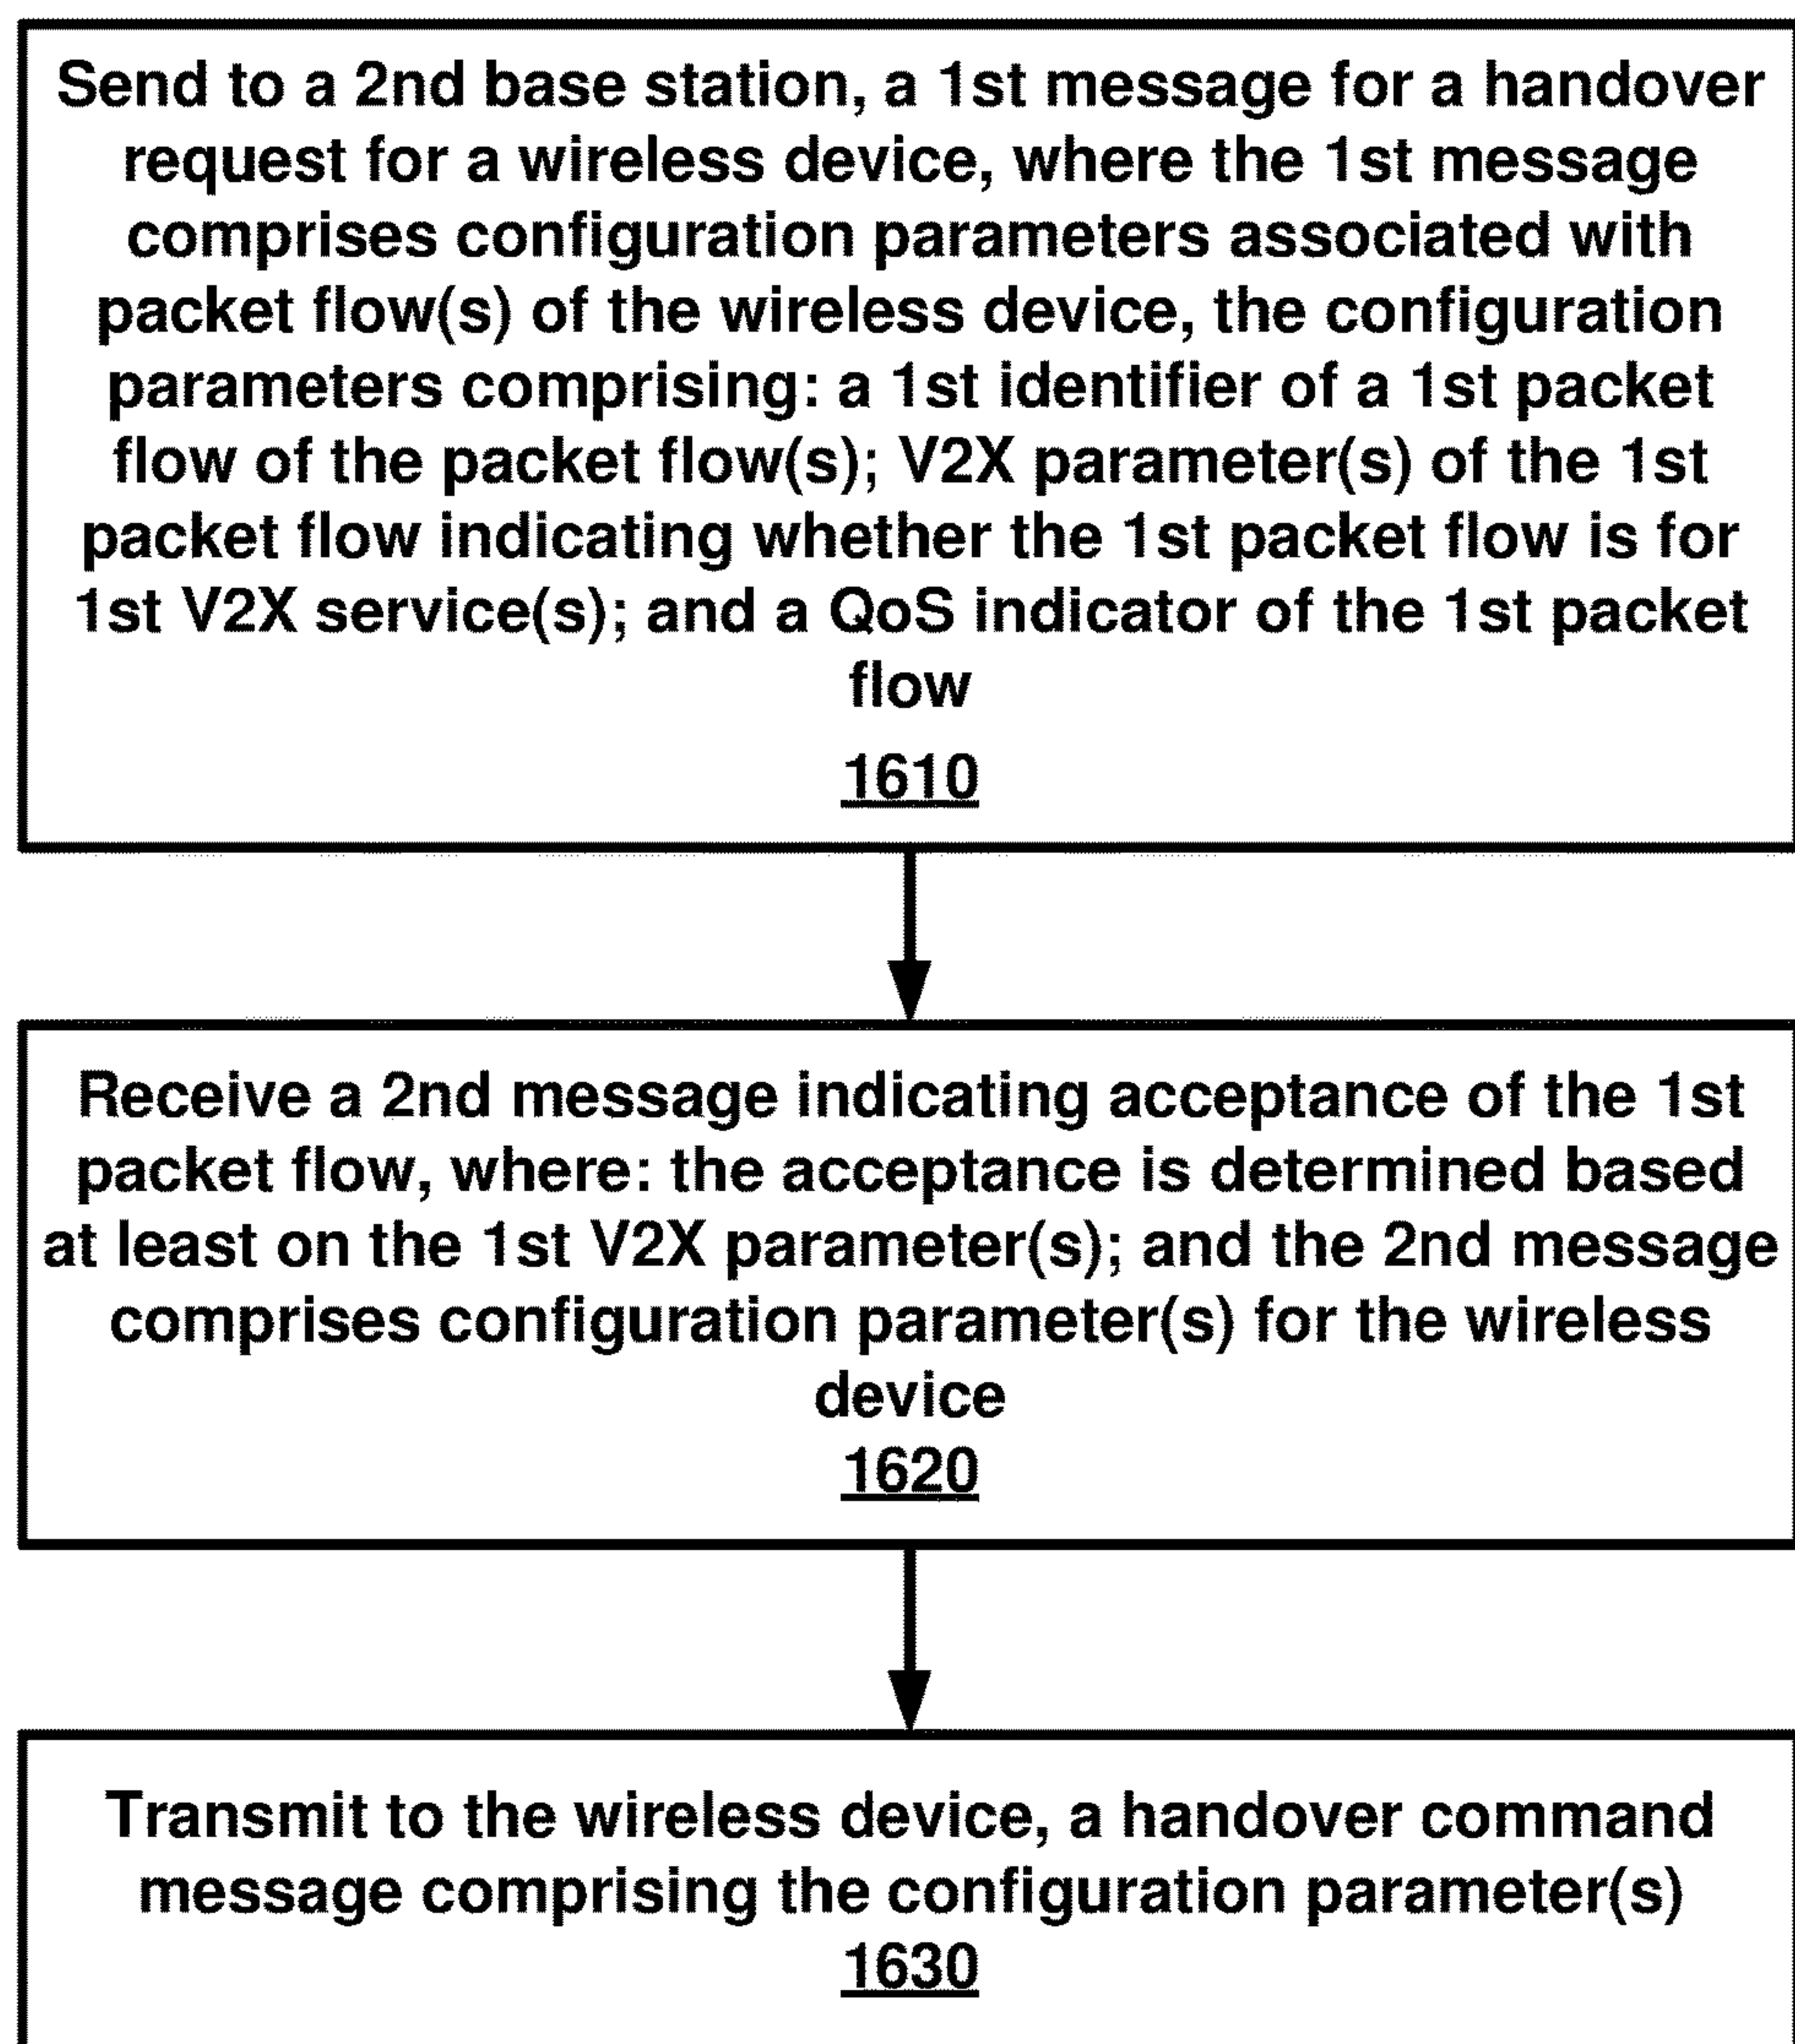 Send to a 2nd base station, a 1st message for a handover
request for a wireless device, where the 1st message
comprises configuration parameters associated with
packet flow(s) of the wireless device, the configuration
parameters comprising: a 1st identifier of a 1st packet
flow of the packet flow(s); V2X parameter(s) of the 1st
packet flow indicating whether the 1st packet flow is for
1st V2X service(s); and a QoS indicator of the 1st packet
flow
1610
Receive a 2nd message indicating acceptance of the 1st
packet flow, where: the acceptance is determined based
at least on the 1st V2X parameter(s); and the 2nd message
comprises configuration parameter(s) for the wireless
device
1620
Transmit to the wireless device, a handover command
message comprising the configuration parameter(s)
1630